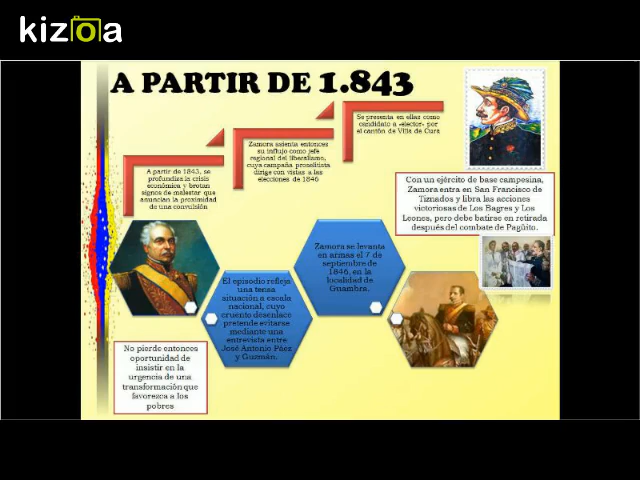 kizoa
A PARTIR DE 1.843
A partir de 1843, se
profundiza la crisis
económica y brotan
signos de malestar que
anuncian la proximidad
de una convulsión
Zamora asienta entonces
su influjo como jefe
regional del liberalismo,
cuya campaña proselitista
dirige con vistas a las
elecciones de 1846
Se presenta en ellas como
candidato a «elector» por
el cantón de Villa de Cura
Con un ejército de base campesina,
Zamora entra en San Francisco de
Tiznados y libra las acciones
victoriosas de Los Bagres y Los
Leones, pero debe batirse en retirada
después del combate de Pagüito.
Zamora se levanta
en armas el 7 de
septiembre de
1846, en la
localidad de
Guambra.
El episodio refleja
una tensa
situación a escala
nacional, cuyo
cruento desenlace
pretende evitarse
mediante una
entrevista entre
José Antonio Páez
y Guzmán.
No pierde entonces
oportunidad de
insistir en la
urgencia de una
transformación que
favorezca a los
pobres